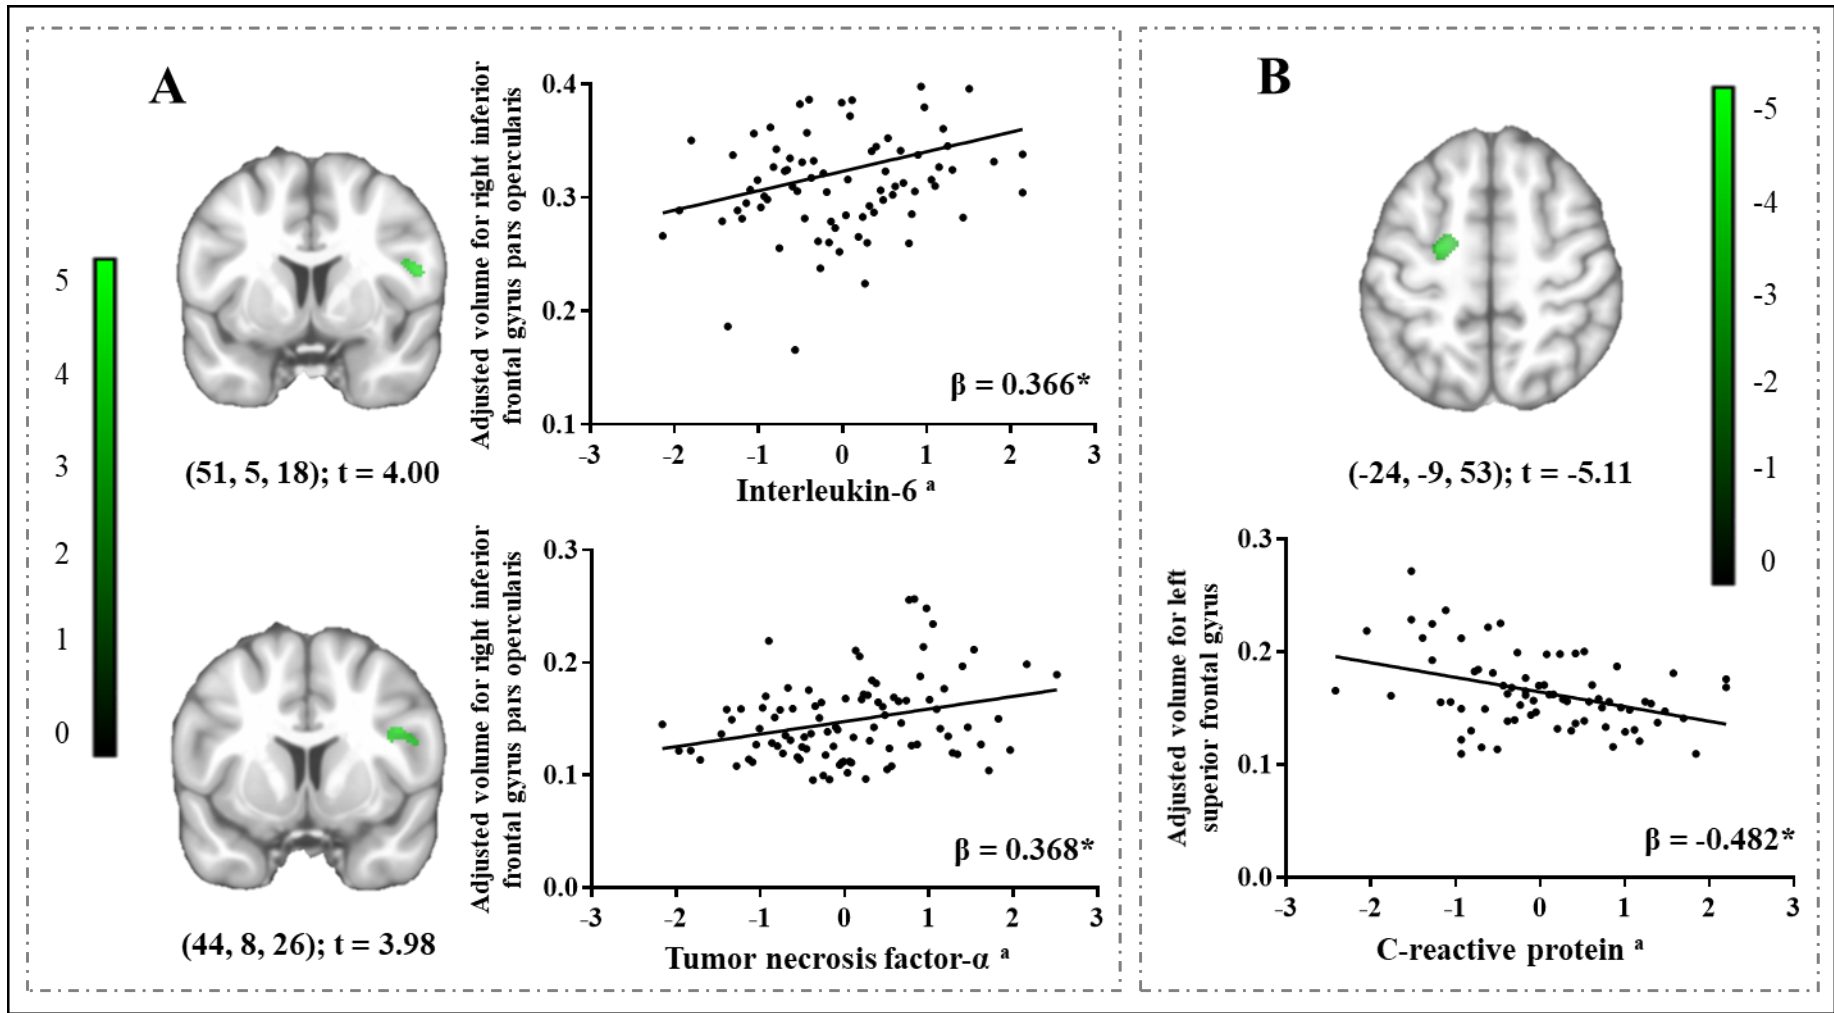 A
5
4
3
2
1
0
(51, 5, 18); t = 4.00
Adjusted volume for right inferior
frontal gyrus pars opercularis
0.4
0.3
0.2
0.1
-3 -2 -1 0 1 2 3
β = 0.366*
Interleukin-6 a
(44, 8, 26); t = 3.98
Adjusted volume for right inferior
frontal gyrus pars opercularis
0.3
0.2
0.1
0.0
-3 -2 -1 0 1 2 3
β = 0.368*
Tumor necrosis factor-α a
B
-5
-4
-3
-2
-1
0
(-24, -9, 53); t = -5.11
Adjusted volume for left
superior frontal gyrus
0.3
0.2
0.1
0.0
-3 -2 -1 0 1 2 3
β = -0.482*
C-reactive protein a